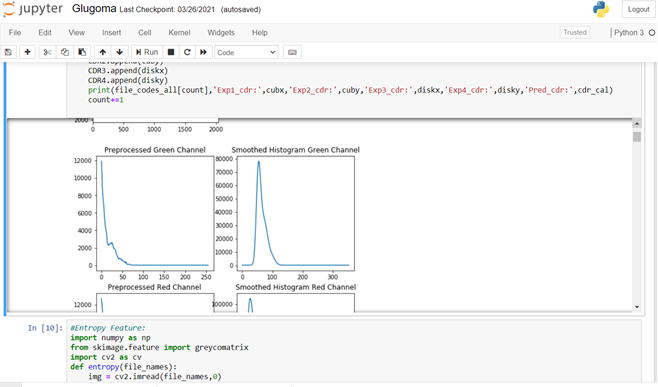 jupyter Glugoma Last Checkpoint: 03/26/2021 (autosaved) Logout
File Edit View Insert Cell Kernel Widgets Help Trusted Python 3
Run Code
CDR2.append(cuby)
CDR3.append(diskx)
CDR4.append(disky)
print(file_codes_all[count],'Exp1_cdr:',cubx,'Exp2_cdr:',cuby,'Exp3_cdr:',diskx,'Exp4_cdr:',disky,'Pred_cdr:',cdr_cal)
count+=1
2000
0 500 1000 1500 2000
Preprocessed Green Channel Smoothed Histogram Green Channel
12000 80000
70000
10000 60000
8000 50000
6000 40000
4000 30000
20000
2000 10000
0 0
0 50 100 150 200 250 0 100 200 300
Preprocessed Red Channel Smoothed Histogram Red Channel
12000 100000
In [10]: #Entropy Feature:
import numpy as np
from skimage.feature import greycomatrix
import cv2 as cv
def entropy(file_names):
img = cv2.imread(file_names,0)